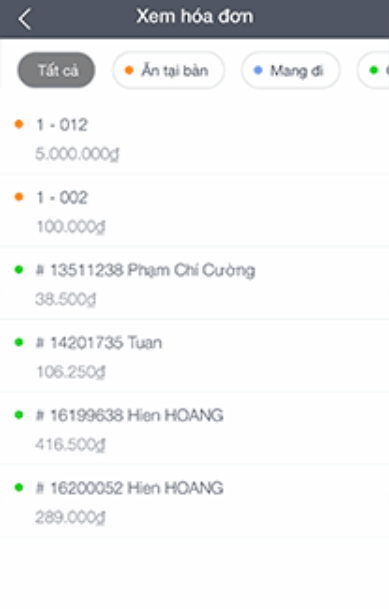 Xem hóa đơn
Tất cả
Ăn tại bàn
Mang đi
1 - 012
5.000.000₫
1 - 002
100.000₫
# 13511238 Phạm Chí Cường
38.500₫
# 14201735 Tuan
106.250₫
# 16199638 Hien HOANG
416.500₫
# 16200052 Hien HOANG
289.000₫